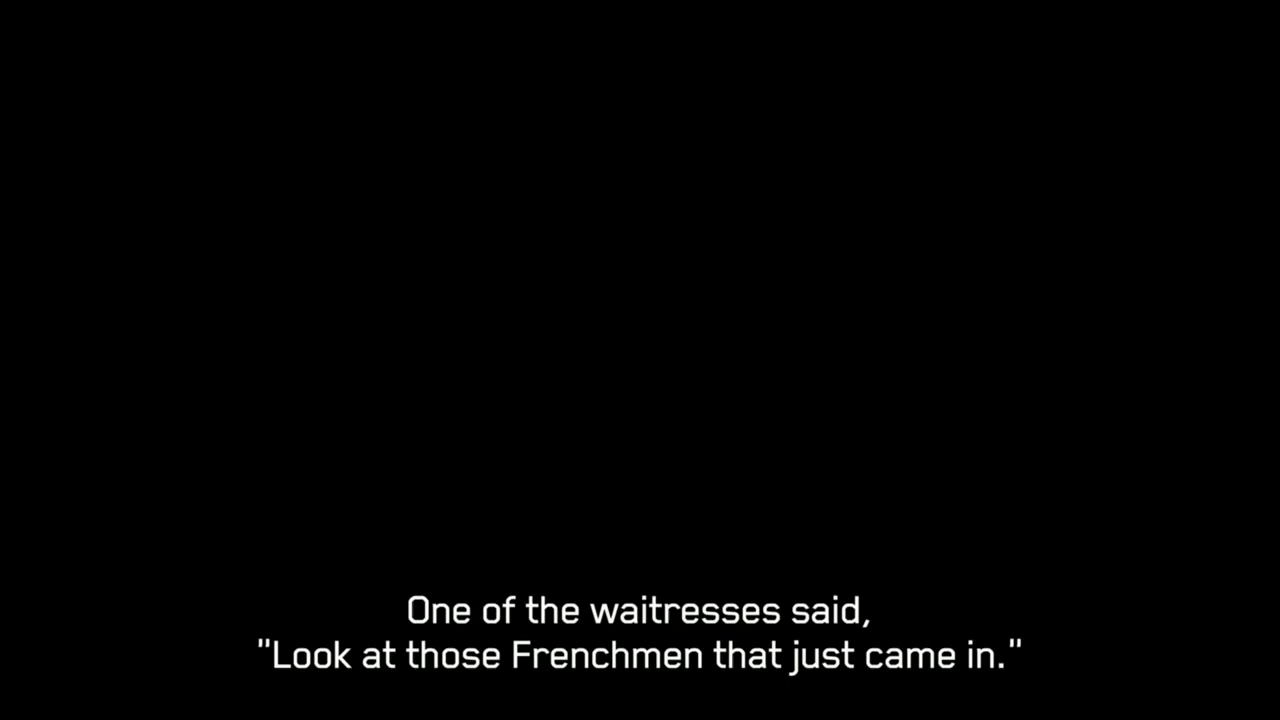 One of the waitresses said,
"Look at those Frenchmen that just came in."